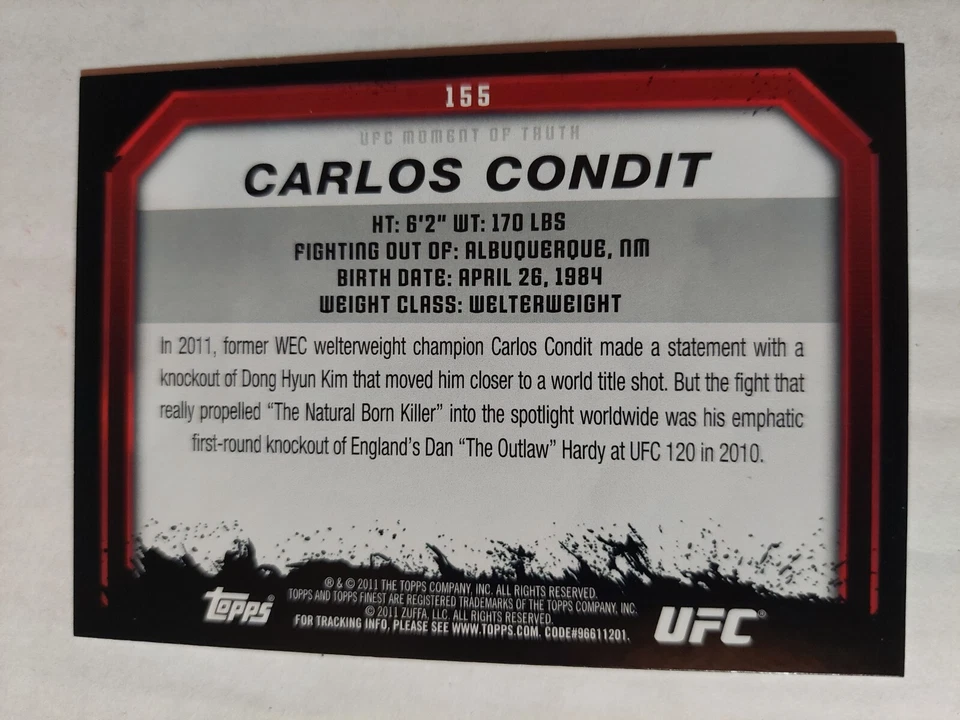 155
UFC MOMENT OF TRUTH
CARLOS CONDIT
HT: 6'2" WT: 170 LBS
FIGHTING OUT OF: ALBUQUERQUE, NM
BIRTH DATE: APRIL 26, 1984
WEIGHT CLASS: WELTERWEIGHT
In 2011, former WEC welterweight champion Carlos Condit made a statement with a
knockout of Dong Hyun Kim that moved him closer to a world title shot. But the fight that
really propelled “The Natural Born Killer” into the spotlight worldwide was his emphatic
first-round knockout of England’s Dan “The Outlaw” Hardy at UFC 120 in 2010.
® & © 2011 THE TOPPS COMPANY, INC. ALL RIGHTS RESERVED.
TOPPS AND TOPPS FINEST ARE REGISTERED TRADEMARKS OF THE TOPPS COMPANY, INC.
© 2011 ZUFFA, LLC. ALL RIGHTS RESERVED.
FOR TRACKING INFO, PLEASE SEE WWW.TOPPS.COM. CODE#96611201.
Topps®
UFC®